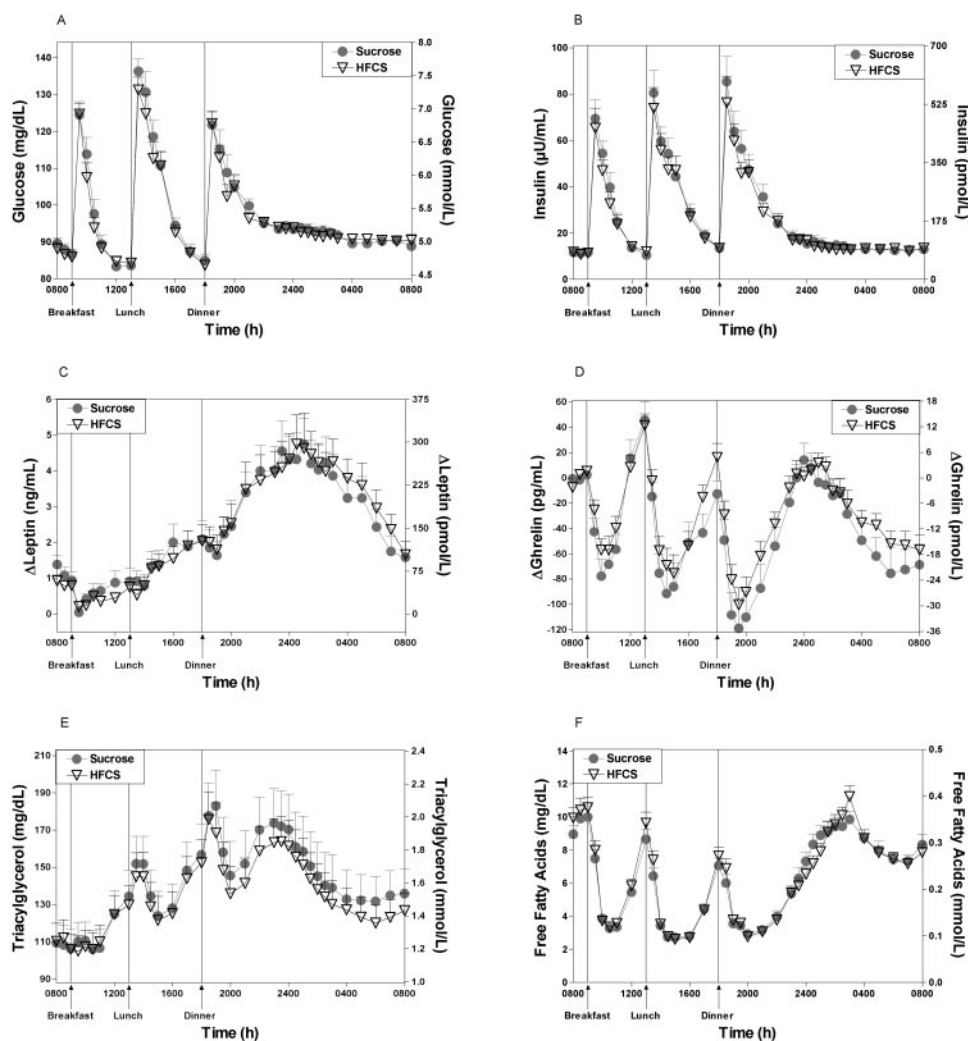 A
Sucrose
HFCS
Glucose (mg/dL)
140
130
120
110
100
90
80
Glucose (mmol/L)
8.0
7.5
7.0
6.5
6.0
5.5
5.0
4.5
0800 1200 1600 2000 2400 0400 0800
Breakfast Lunch Dinner
Time (h)
B
Sucrose
HFCS
Insulin (µU/mL)
100
80
60
40
20
0
Insulin (pmol/L)
700
525
350
175
0
0800 1200 1600 2000 2400 0400 0800
Breakfast Lunch Dinner
Time (h)
C
Sucrose
HFCS
ΔLeptin (ng/mL)
6
5
4
3
2
1
0
ΔLeptin (pmol/L)
375
300
225
150
75
0
0800 1200 1600 2000 2400 0400 0800
Breakfast Lunch Dinner
Time (h)
D
Sucrose
HFCS
ΔGhrelin (pg/mL)
60
40
20
0
-20
-40
-60
-80
-100
-120
ΔGhrelin (pmol/L)
18
12
6
0
-6
-12
-18
-24
-30
-36
0800 1200 1600 2000 2400 0400 0800
Breakfast Lunch Dinner
Time (h)
E
Sucrose
HFCS
Triacylglycerol (mg/dL)
210
190
170
150
130
110
90
Triacylglycerol (mmol/L)
2.4
2.2
2.0
1.8
1.6
1.4
1.2
1.0
0800 1200 1600 2000 2400 0400 0800
Breakfast Lunch Dinner
Time (h)
F
Sucrose
HFCS
Free Fatty Acids (mg/dL)
14
12
10
8
6
4
2
0
Free Fatty Acids (mmol/L)
0.5
0.4
0.3
0.2
0.1
0.0
0800 1200 1600 2000 2400 0400 0800
Breakfast Lunch Dinner
Time (h)